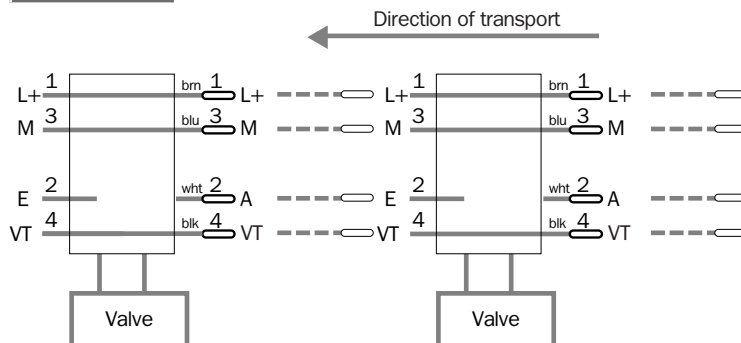 Direction of transport
L+ 1 brn 1 L+ L+ 1 brn 1 L+
M 3 blu 3 M M 3 blu 3 M
E 2 wht 2 A E 2 wht 2 A
VT 4 blk 4 VT VT 4 blk 4 VT
Valve Valve